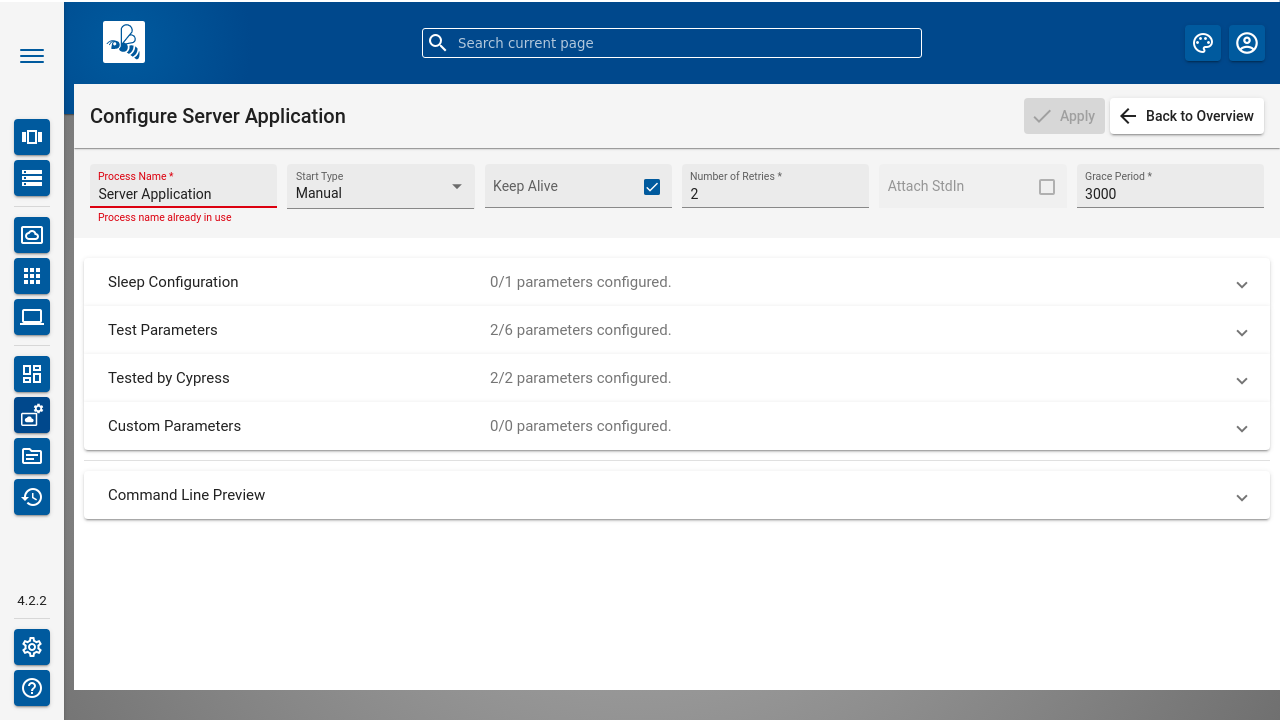 Search current page
Configure Server Application
Apply
Back to Overview
Process Name *
Server Application
Process name already in use
Start Type
Manual
Keep Alive
Number of Retries *
2
Attach StdIn
Grace Period *
3000
Sleep Configuration 0/1 parameters configured.
Test Parameters 2/6 parameters configured.
Tested by Cypress 2/2 parameters configured.
Custom Parameters 0/0 parameters configured.
Command Line Preview
4.2.2